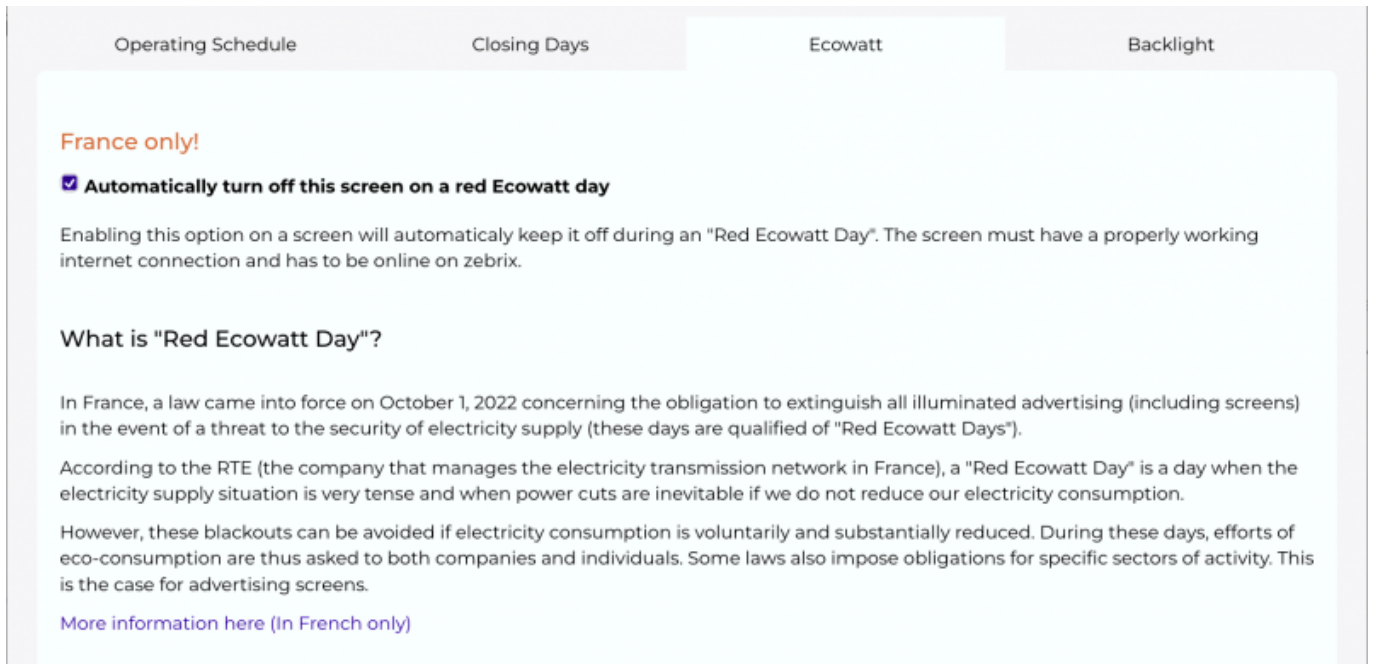 Operating Schedule Closing Days Ecowatt Backlight
France only!
Automatically turn off this screen on a red Ecowatt day
Enabling this option on a screen will automaticaly keep it off during an "Red Ecowatt Day". The screen must have a properly working
internet connection and has to be online on zebrix.
What is "Red Ecowatt Day"?
In France, a law came into force on October 1, 2022 concerning the obligation to extinguish all illuminated advertising (including screens)
in the event of a threat to the security of electricity supply (these days are qualified of "Red Ecowatt Days").
According to the RTE (the company that manages the electricity transmission network in France), a "Red Ecowatt Day" is a day when the
electricity supply situation is very tense and when power cuts are inevitable if we do not reduce our electricity consumption.
However, these blackouts can be avoided if electricity consumption is voluntarily and substantially reduced. During these days, efforts of
eco-consumption are thus asked to both companies and individuals. Some laws also impose obligations for specific sectors of activity. This
is the case for advertising screens.
More information here (In French only)